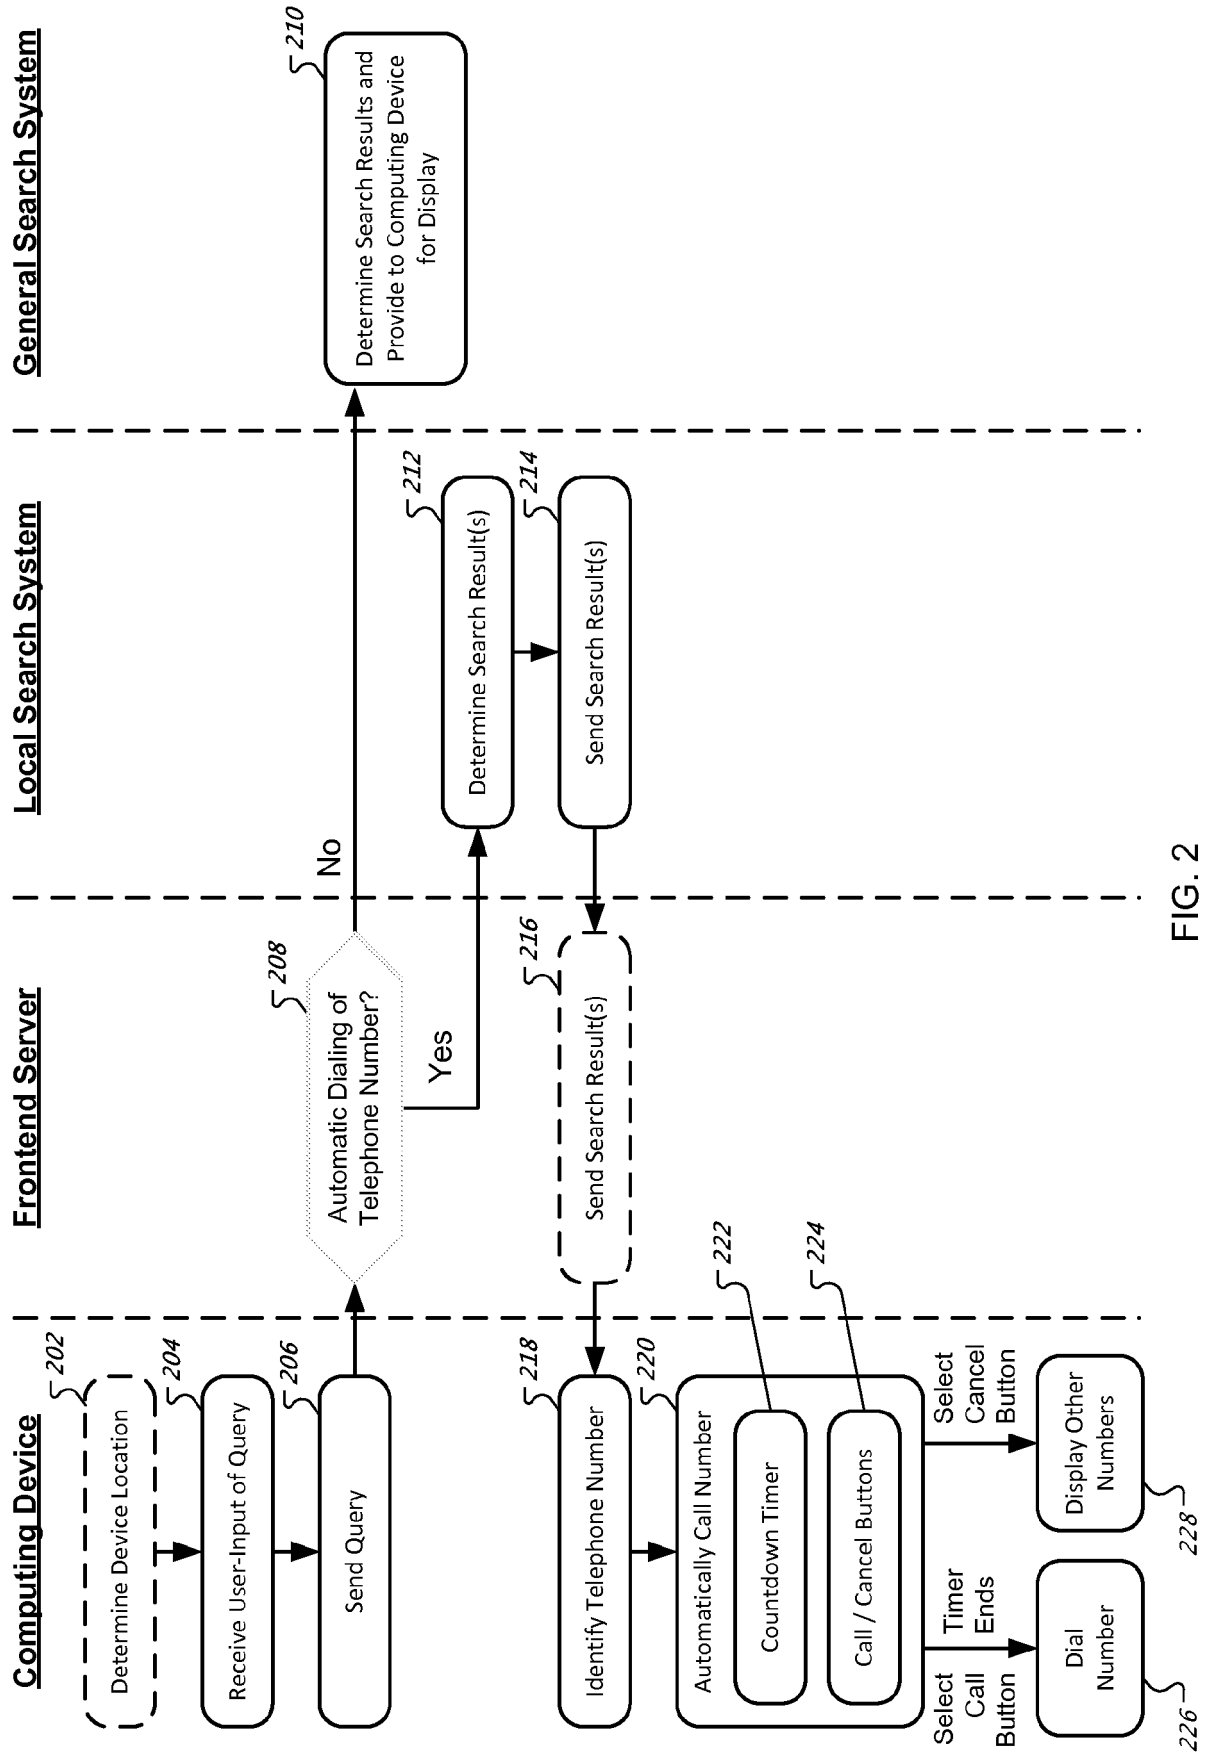 Computing Device
Frontend Server
Local Search System
General Search System
202
Determine Device Location
204
Receive User-Input of Query
206
Send Query
208
Automatic Dialing of
Telephone Number?
No
Yes
210
Determine Search Results and
Provide to Computing Device
for Display
212
Determine Search Result(s)
214
Send Search Result(s)
216
Send Search Result(s)
218
Identify Telephone Number
220
Automatically Call Number
222
Countdown Timer
224
Call / Cancel Buttons
Select
Call
Button
Timer
Ends
Select
Cancel
Button
Dial
Number
226
Display Other
Numbers
228
FIG. 2